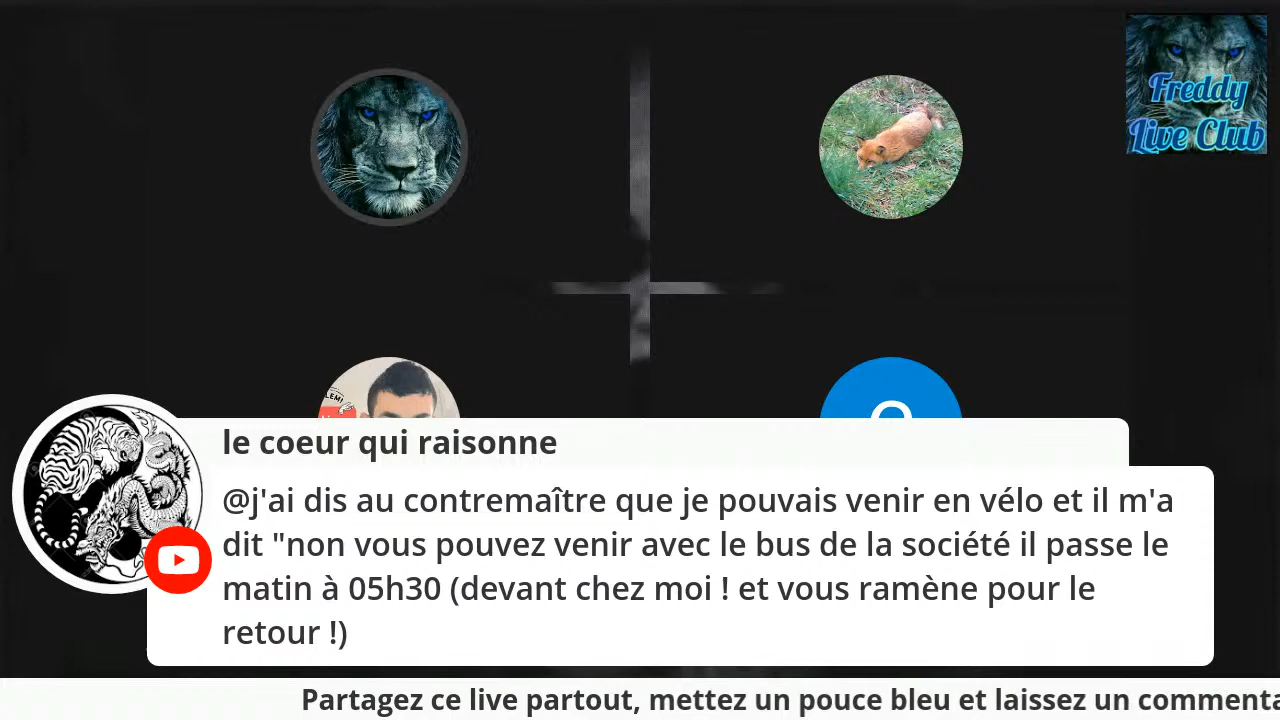 Freddy
Live Club
LEMI
le coeur qui raisonne
@j'ai dis au contremaître que je pouvais venir en vélo et il m'a
dit "non vous pouvez venir avec le bus de la société il passe le
matin à 05h30 (devant chez moi ! et vous ramène pour le
retour !)
Partagez ce live partout, mettez un pouce bleu et laissez un commenta